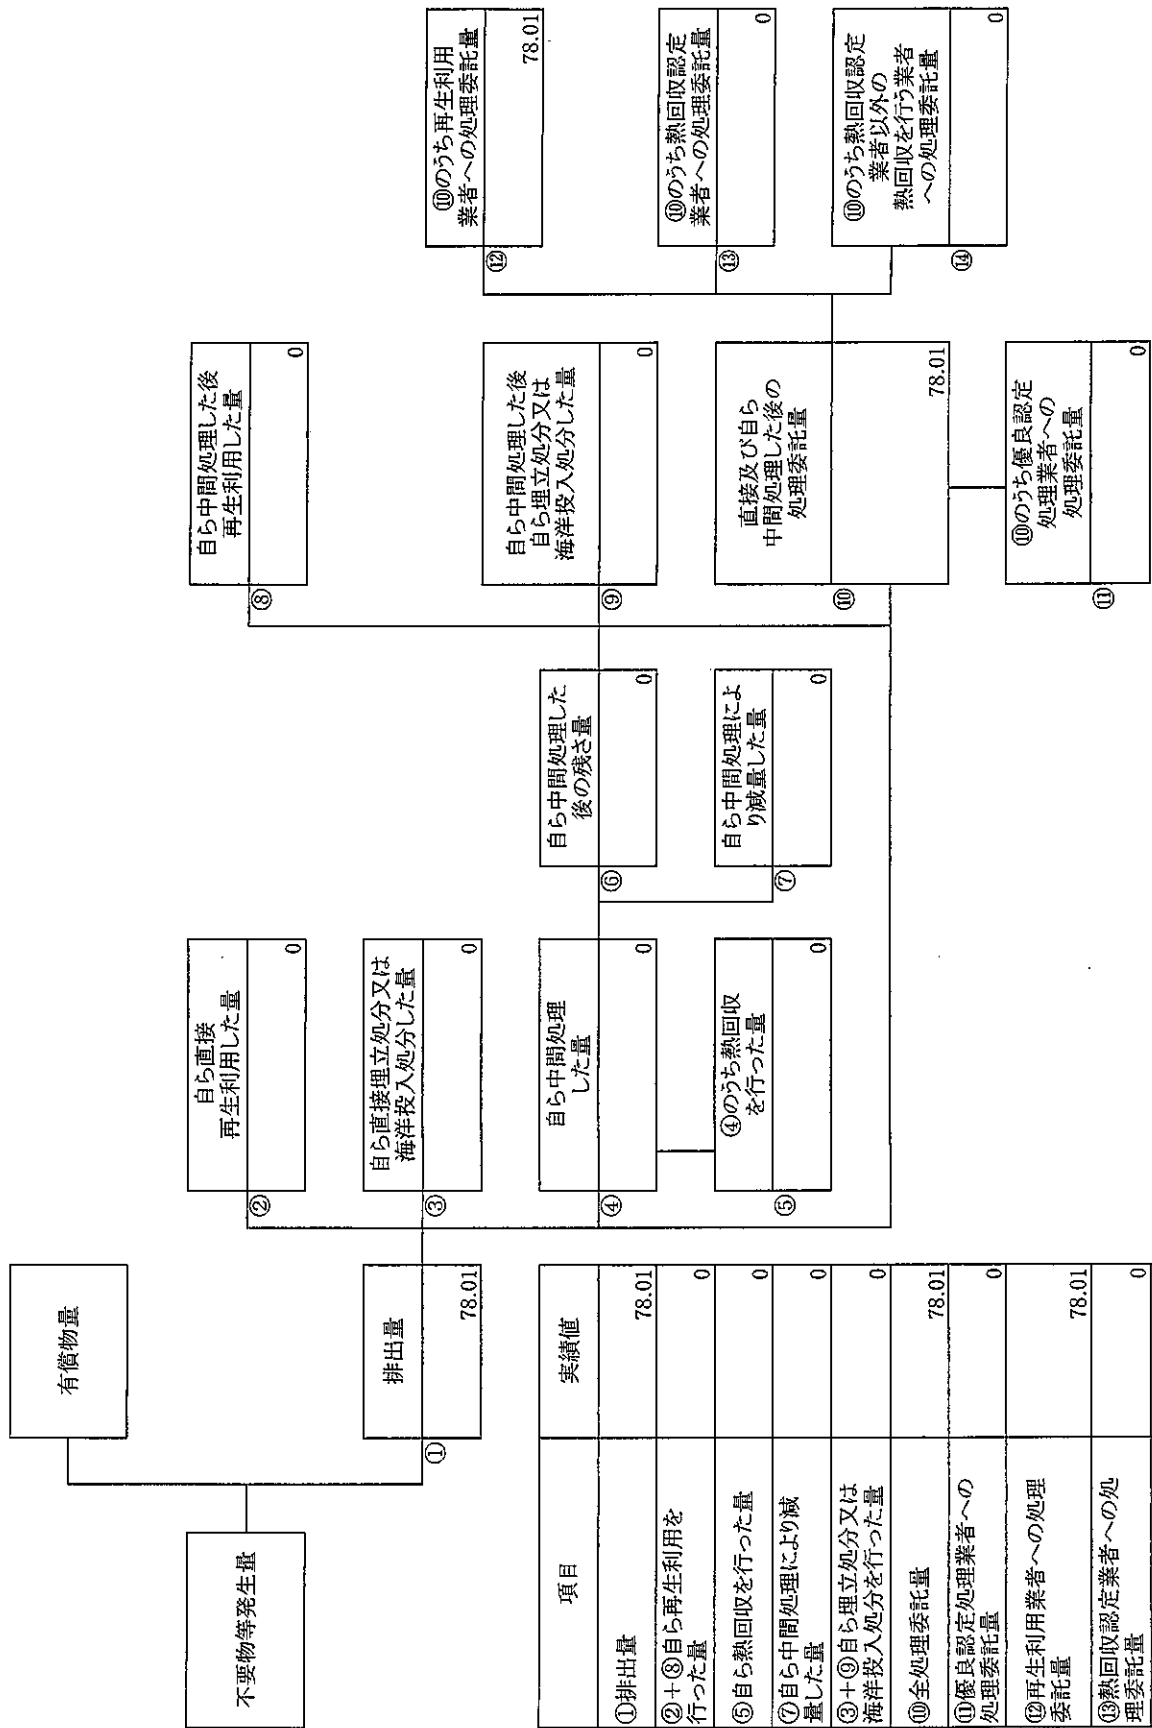 不要物等発生量
有償物量
排出量
①
78.01
自ら直接
再生利用した量
②
0
自ら直接埋立処分又は
海洋投入処分した量
③
0
自ら中間処理
した量
④
0
④のうち熱回収
を行った量
⑤
0
自ら中間処理した
後の残さ量
⑥
0
自ら中間処理によ
り減量した量
⑦
0
自ら中間処理した後
再生利用した量
⑧
0
自ら中間処理した後
自ら埋立処分又は
海洋投入処分した量
⑨
0
直接及び自ら
中間処理した後の
処理委託量
⑩
78.01
⑩のうち優良認定
処理業者への
処理委託量
⑪
0
⑩のうち再生利用
業者への処理委託量
⑫
78.01
⑩のうち熱回収認定
業者への処理委託量
⑬
0
⑩のうち熱回収認定
業者以外の
熱回収を行う業者
への処理委託量
⑭
0
項目 実績値
①排出量 78.01
②+⑧自ら再生利用を
行った量 0
⑤自ら熱回収を行った量 0
⑦自ら中間処理により減
量した量 0
③+⑨自ら埋立処分又は
海洋投入処分を行った量 0
⑩全処理委託量 78.01
⑪優良認定処理業者への
処理委託量 0
⑫再生利用業者への処理
委託量 78.01
⑬熱回収認定業者への処
理委託量 0